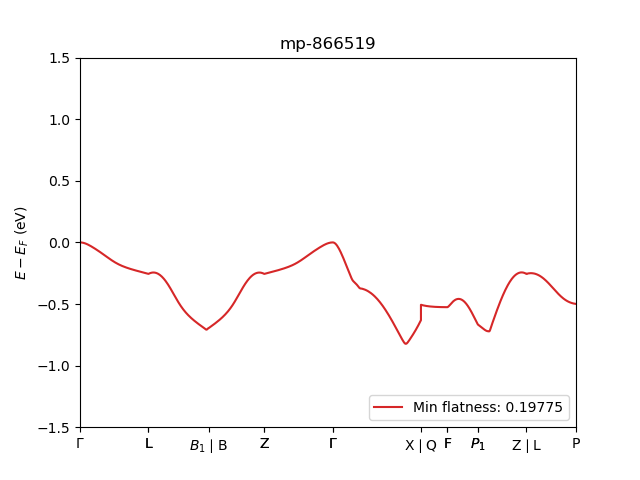 mp-866519
E − E_F (eV)
1.5
1.0
0.5
0.0
−0.5
−1.0
−1.5
Min flatness: 0.19775
Γ L B₁ | B Z Γ X | Q F P₁ Z | L P